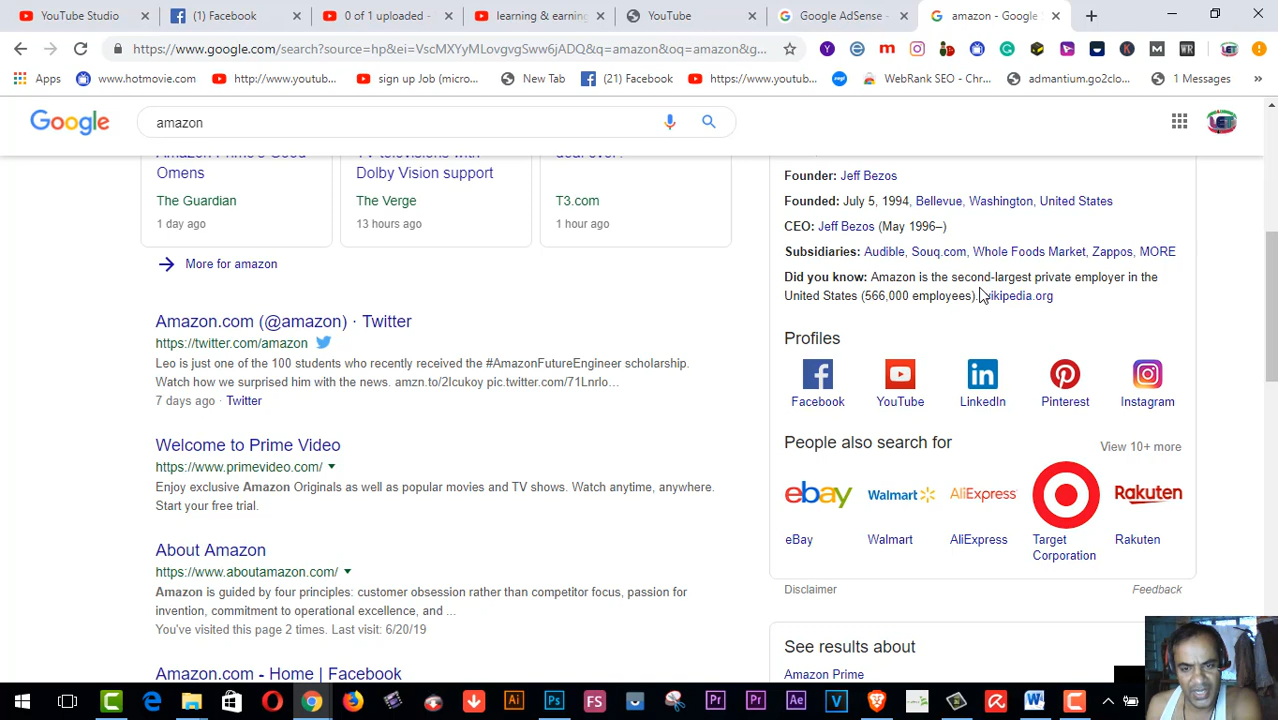 YouTube Studio
(1) Facebook
0 of 1 uploaded -
learning & earning
YouTube
Google AdSense -
amazon - Google
https://www.google.com/search?source=hp&ei=VscMXYyMLovgvgSww6jADQ&q=amazon&oq=amazon&g...
Apps
www.hotmovie.com
http://www.youtub...
sign up Job (micro...
New Tab
(21) Facebook
https://www.youtub...
WebRank SEO - Chr...
admantium.go2clo...
1 Messages
Google
amazon
Omens
TV televisions with
Dolby Vision support
The Guardian
The Verge
T3.com
1 day ago
13 hours ago
1 hour ago
More for amazon
Amazon.com (@amazon) · Twitter
https://twitter.com/amazon
Leo is just one of the 100 students who recently received the #AmazonFutureEngineer scholarship.
Watch how we surprised him with the news. amzn.to/2Icukoy pic.twitter.com/71Lnrlo...
7 days ago · Twitter
Welcome to Prime Video
https://www.primevideo.com/
Enjoy exclusive Amazon Originals as well as popular movies and TV shows. Watch anytime, anywhere.
Start your free trial.
About Amazon
https://www.aboutamazon.com/
Amazon is guided by four principles: customer obsession rather than competitor focus, passion for
invention, commitment to operational excellence, and ...
You've visited this page 2 times. Last visit: 6/20/19
Amazon.com - Home | Facebook
Founder: Jeff Bezos
Founded: July 5, 1994, Bellevue, Washington, United States
CEO: Jeff Bezos (May 1996–)
Subsidiaries: Audible, Souq.com, Whole Foods Market, Zappos, MORE
Did you know: Amazon is the second-largest private employer in the
United States (566,000 employees). wikipedia.org
Profiles
Facebook
YouTube
LinkedIn
Pinterest
Instagram
People also search for
View 10+ more
ebay
Walmart
AliExpress
Rakuten
eBay
Walmart
AliExpress
Target
Corporation
Rakuten
Disclaimer
Feedback
See results about
Amazon Prime